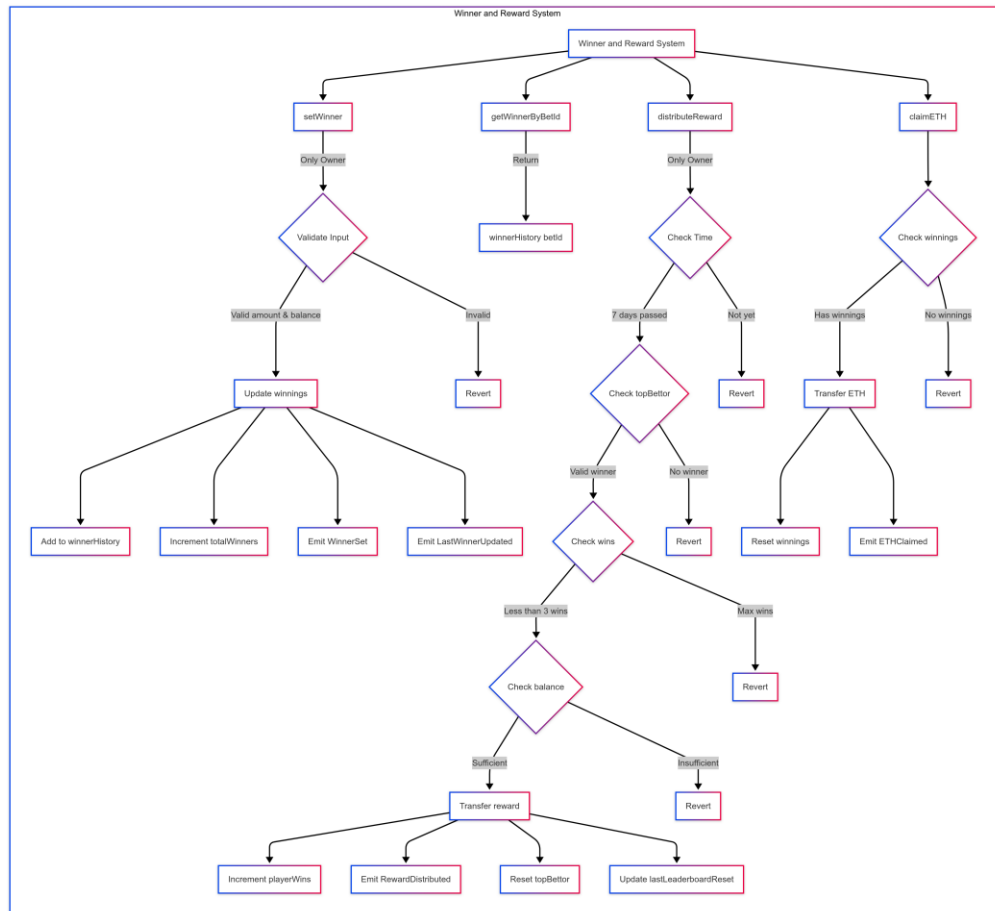 Winner and Reward System
Winner and Reward System
setWinner
getWinnerByBetId
distributeReward
claimETH
Only Owner
Return
Only Owner
Validate Input
winnerHistory betId
Check Time
Check winnings
Valid amount & balance
Invalid
7 days passed
Not yet
Has winnings
No winnings
Update winnings
Revert
Check topBettor
Revert
Transfer ETH
Revert
Valid winner
No winner
Add to winnerHistory
Increment totalWinners
Emit WinnerSet
Emit LastWinnerUpdated
Check wins
Revert
Reset winnings
Emit ETHClaimed
Less than 3 wins
Max wins
Check balance
Revert
Sufficient
Insufficient
Transfer reward
Revert
Increment playerWins
Emit RewardDistributed
Reset topBettor
Update lastLeaderboardReset